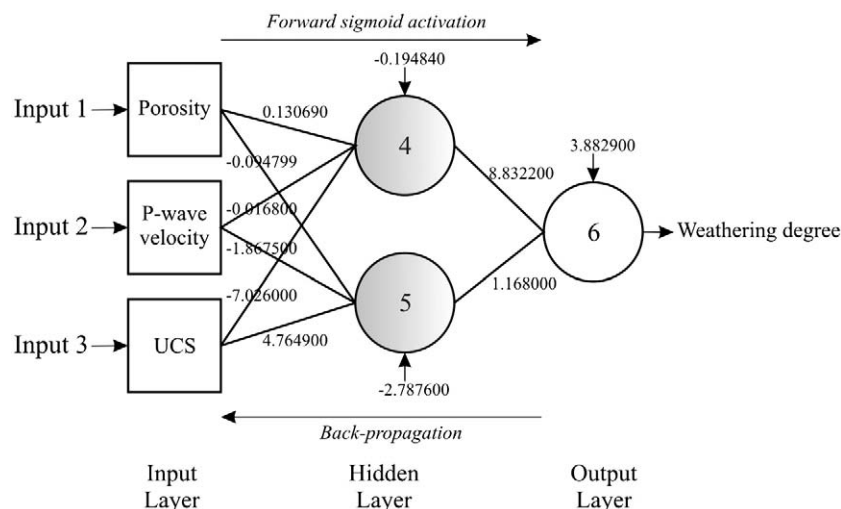 Forward sigmoid activation
-0.194840
Input 1
Porosity
0.130690
4
3.882900
-0.094799
8.832200
Input 2
P-wave
velocity
-0.016800
-1.867500
6
Weathering degree
1.168000
-7.026000
5
Input 3
UCS
4.764900
-2.787600
Back-propagation
Input
Layer
Hidden
Layer
Output
Layer